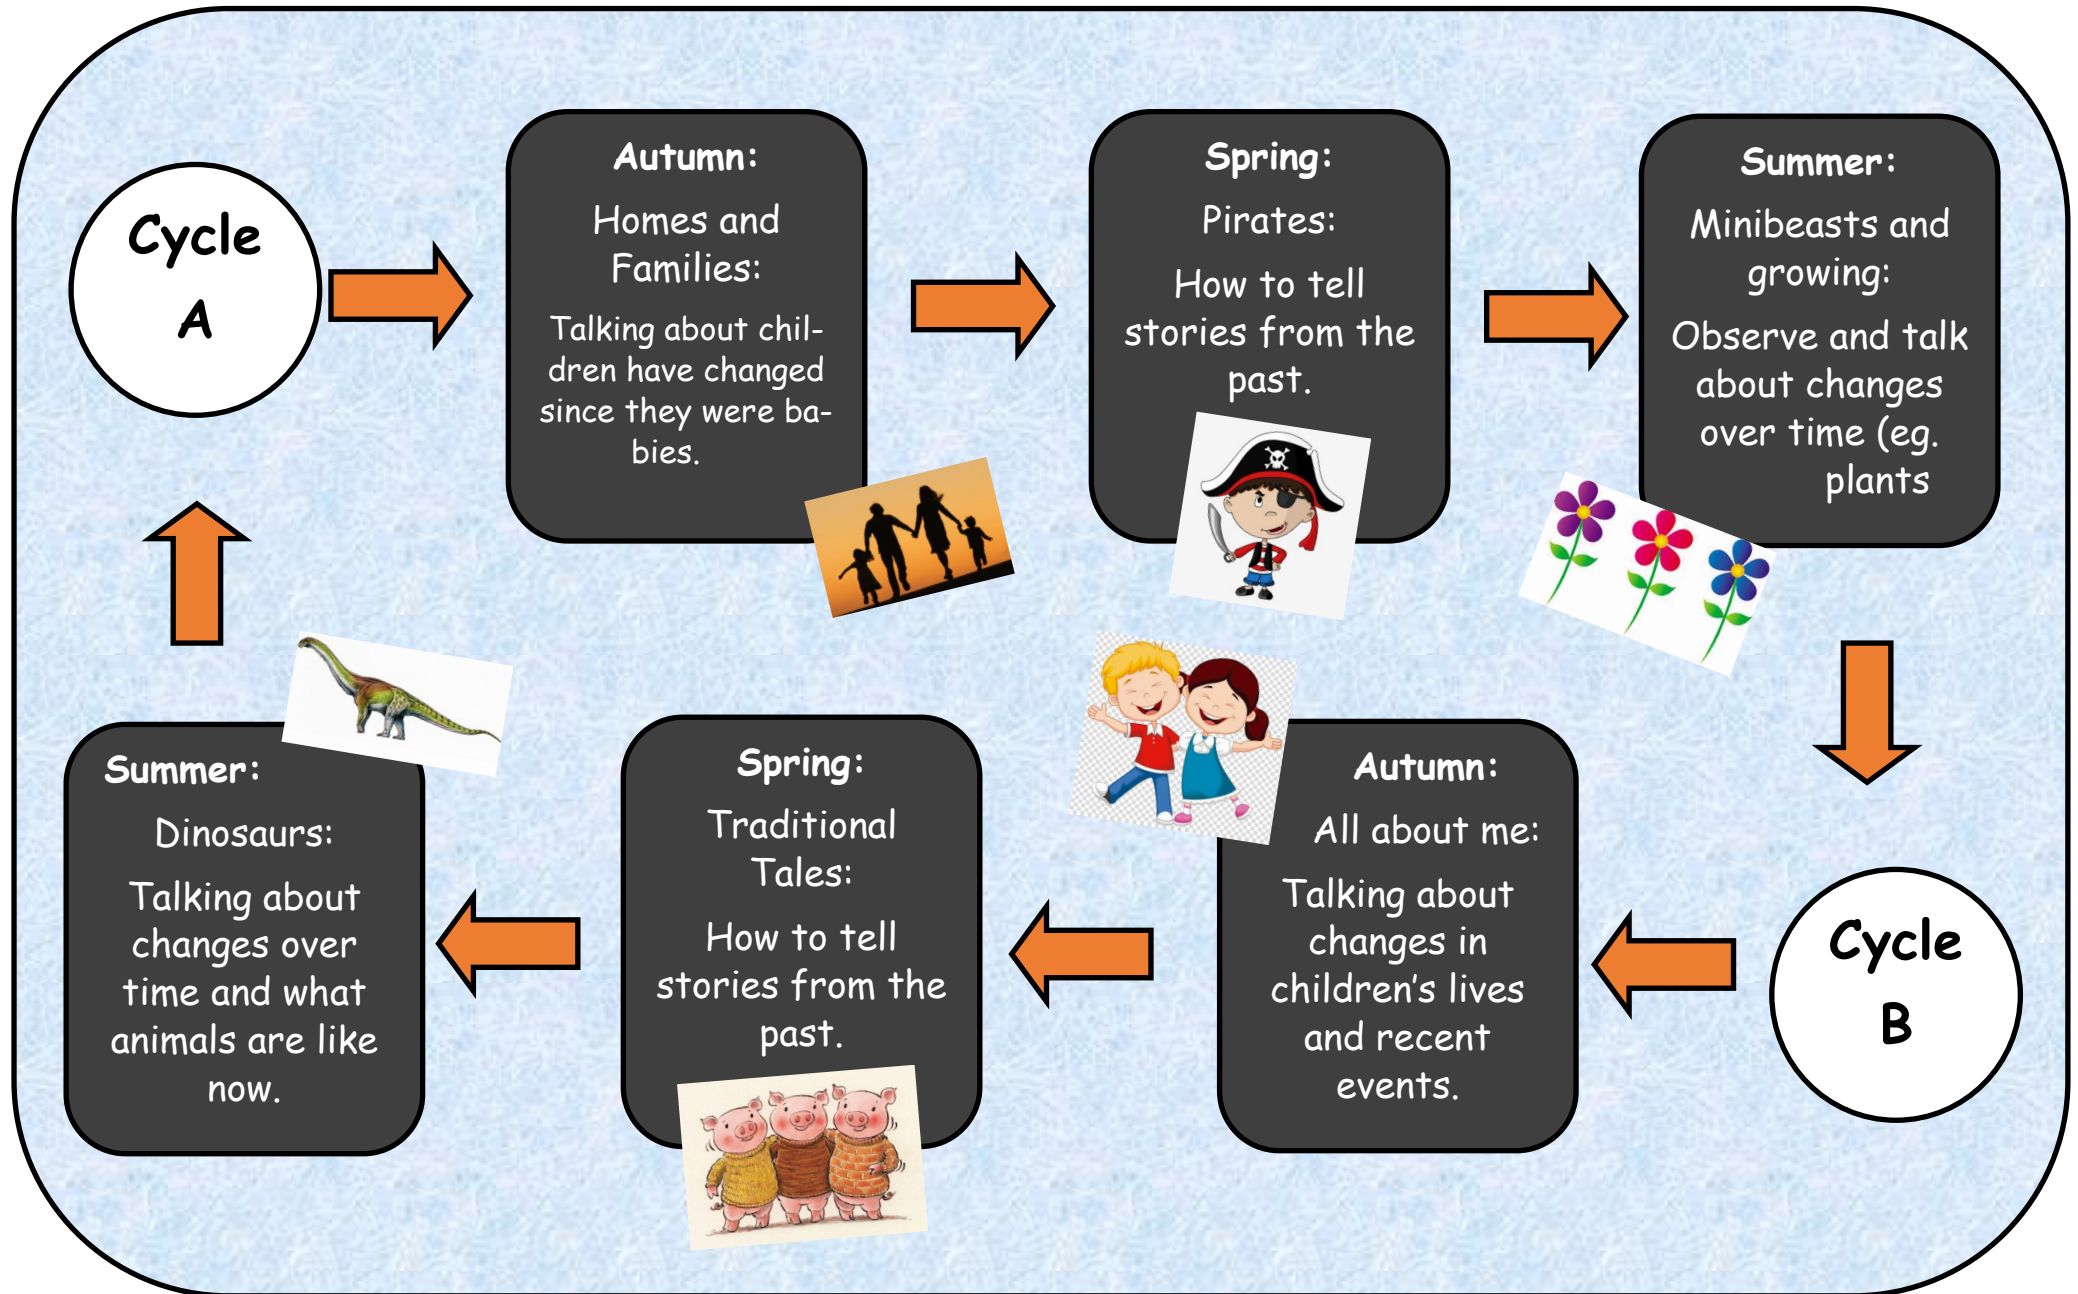 Cycle
A
Autumn:
Homes and
Families:
Talking about chil-
dren have changed
since they were ba-
bies.
Spring:
Pirates:
How to tell
stories from the
past.
Summer:
Minibeasts and
growing:
Observe and talk
about changes
over time (eg.
plants
Cycle
B
Autumn:
All about me:
Talking about
changes in
children's lives
and recent
events.
Spring:
Traditional
Tales:
How to tell
stories from the
past.
Summer:
Dinosaurs:
Talking about
changes over
time and what
animals are like
now.